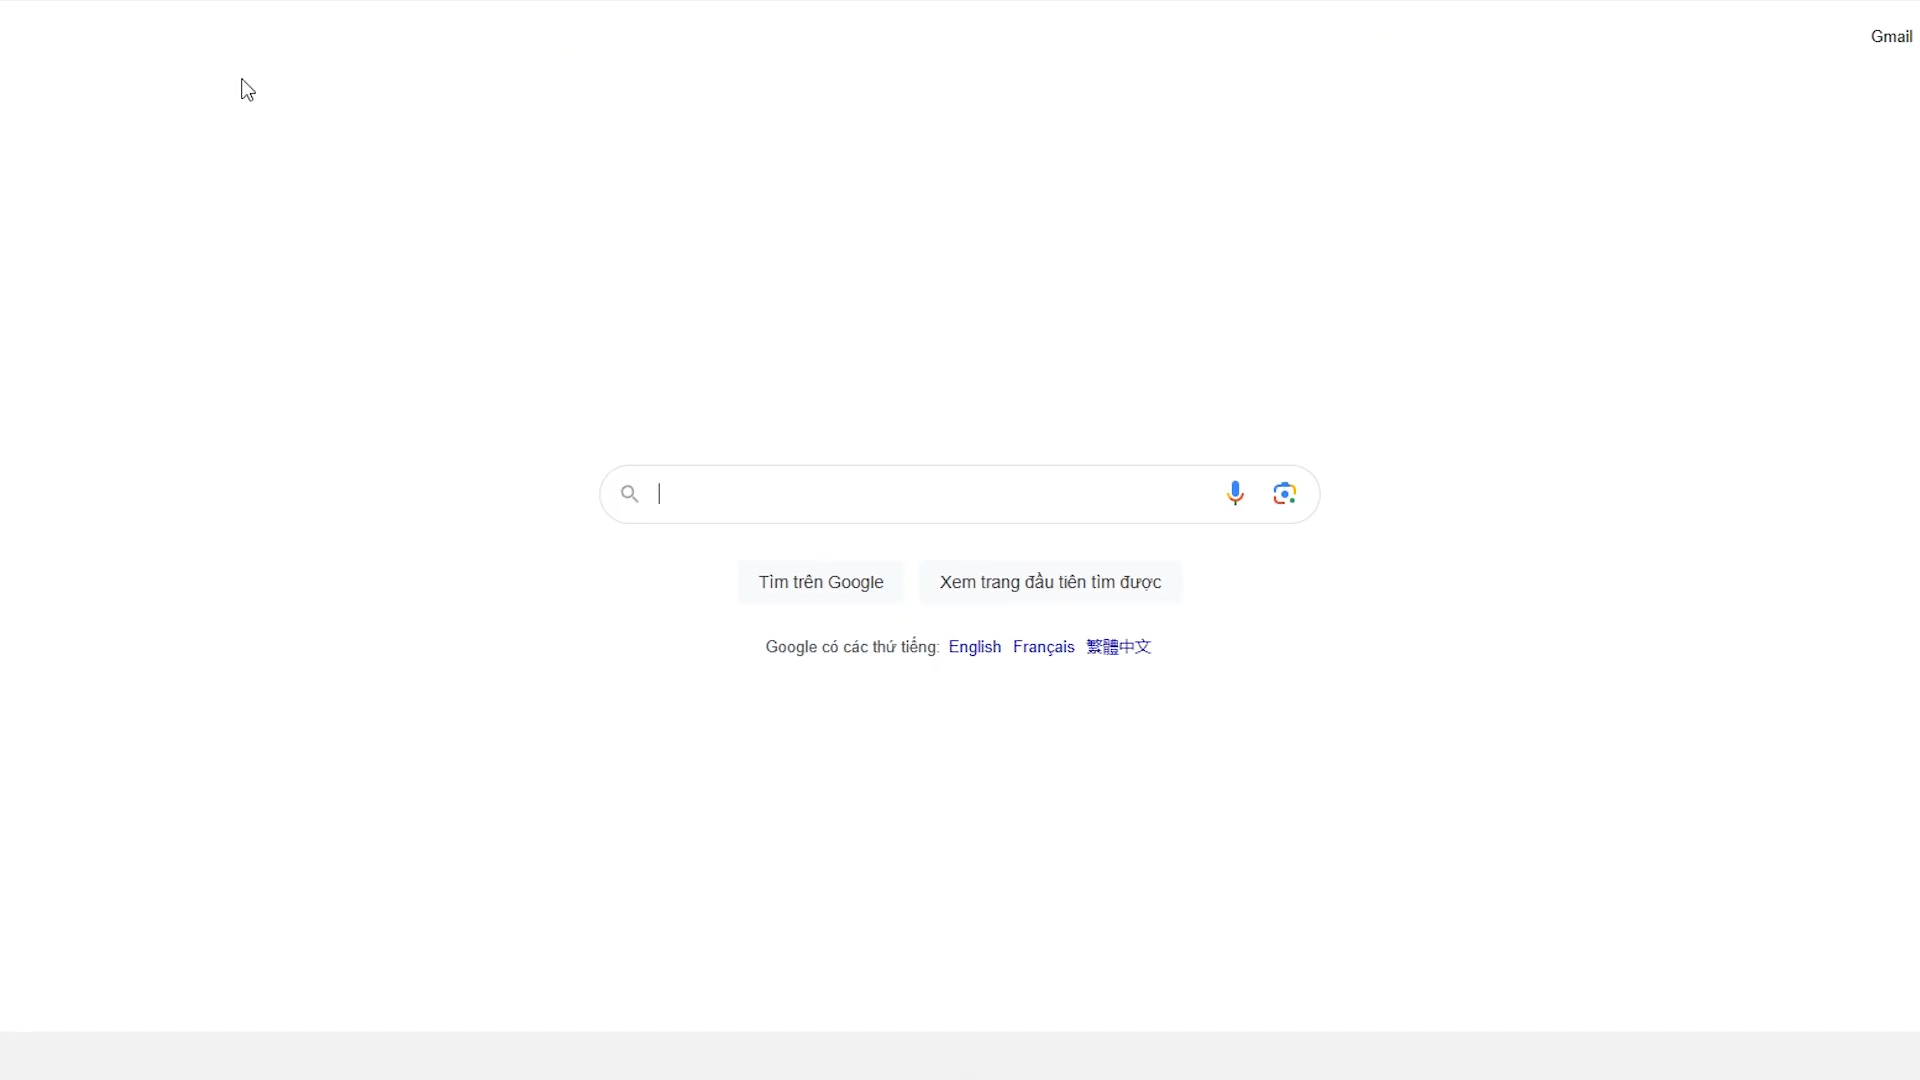 Gmail
Tìm trên Google
Xem trang đầu tiên tìm được
Google có các thứ tiếng: English Français 繁體中文